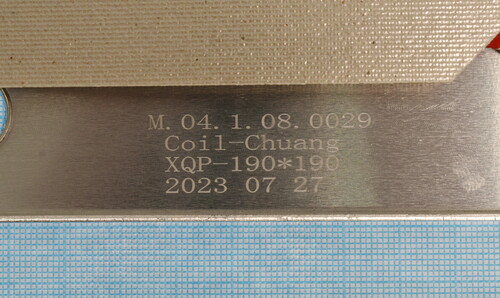 M.04.1.08.0029
Coil-Chuang
XQP-190*190
2023 07 27